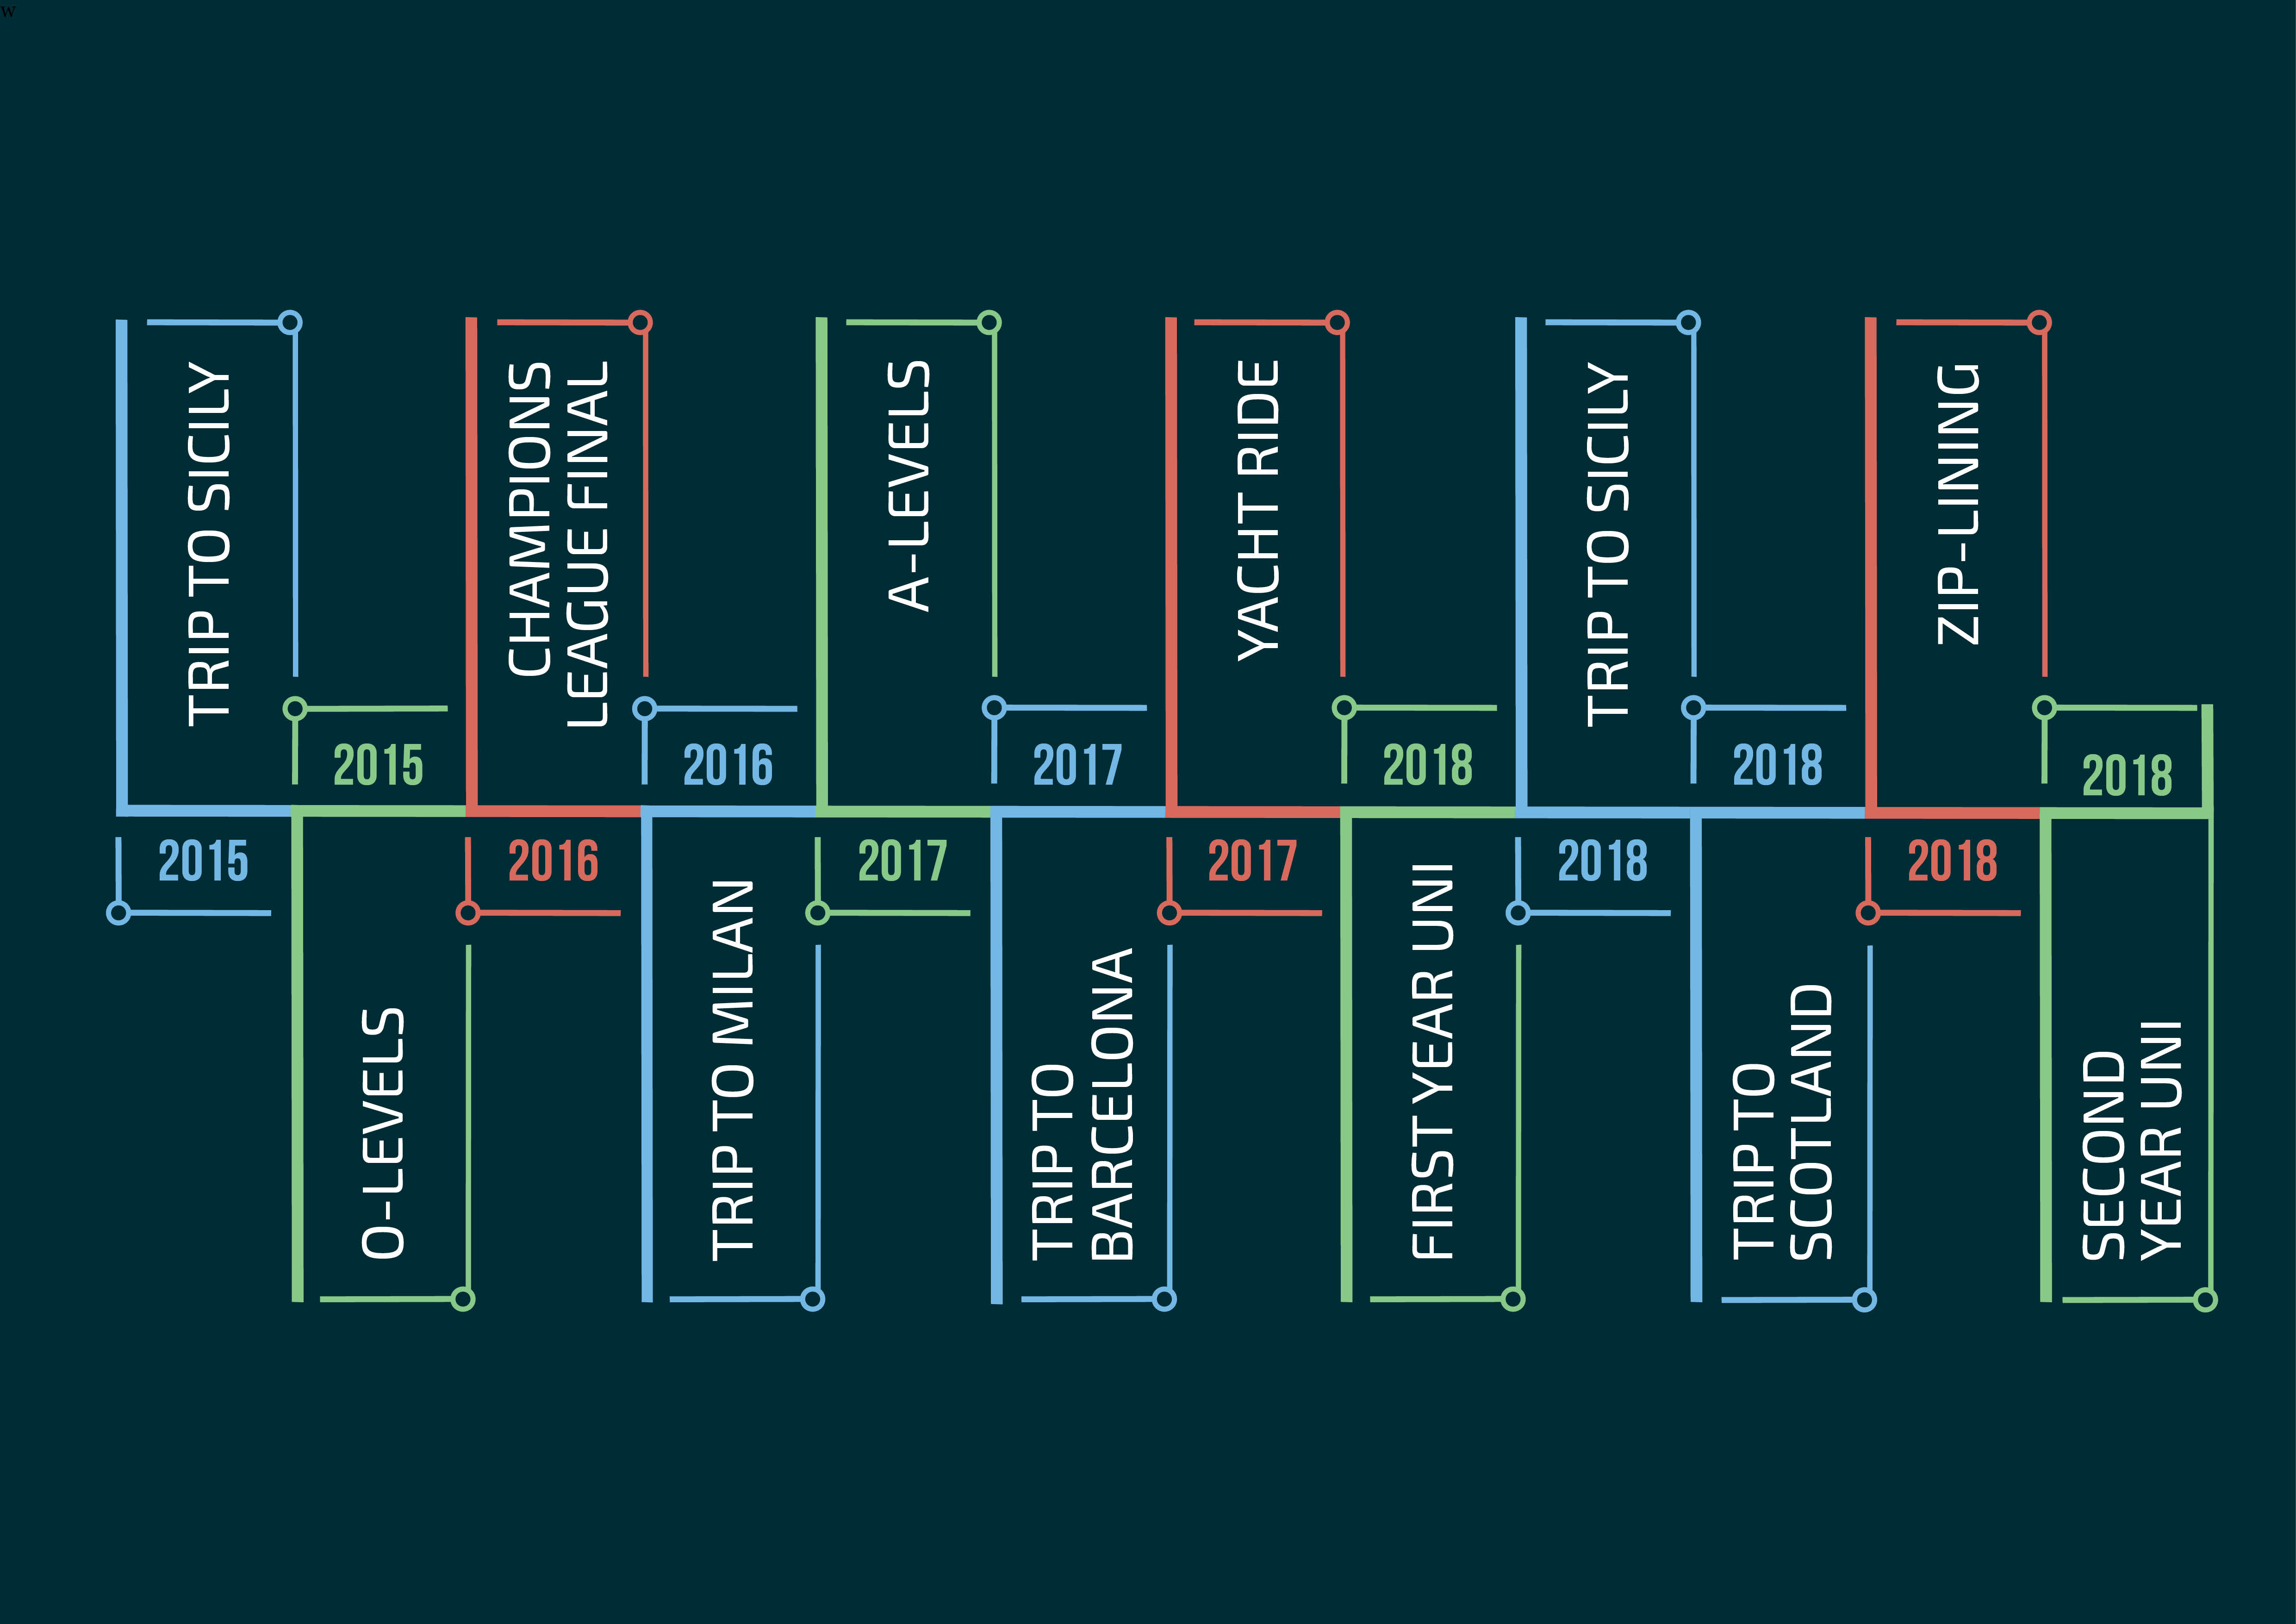 w
TRIP TO SICILY
2015
O-LEVELS
2015
CHAMPIONS
LEAGUE FINAL
2016
TRIP TO MILAN
2016
A-LEVELS
2017
TRIP TO
BARCELONA
2017
YACHT RIDE
2017
FIRST YEAR UNI
2018
TRIP TO SICILY
2018
TRIP TO
SCOTLAND
2018
ZIP-LINING
2018
SECOND
YEAR UNI
2018